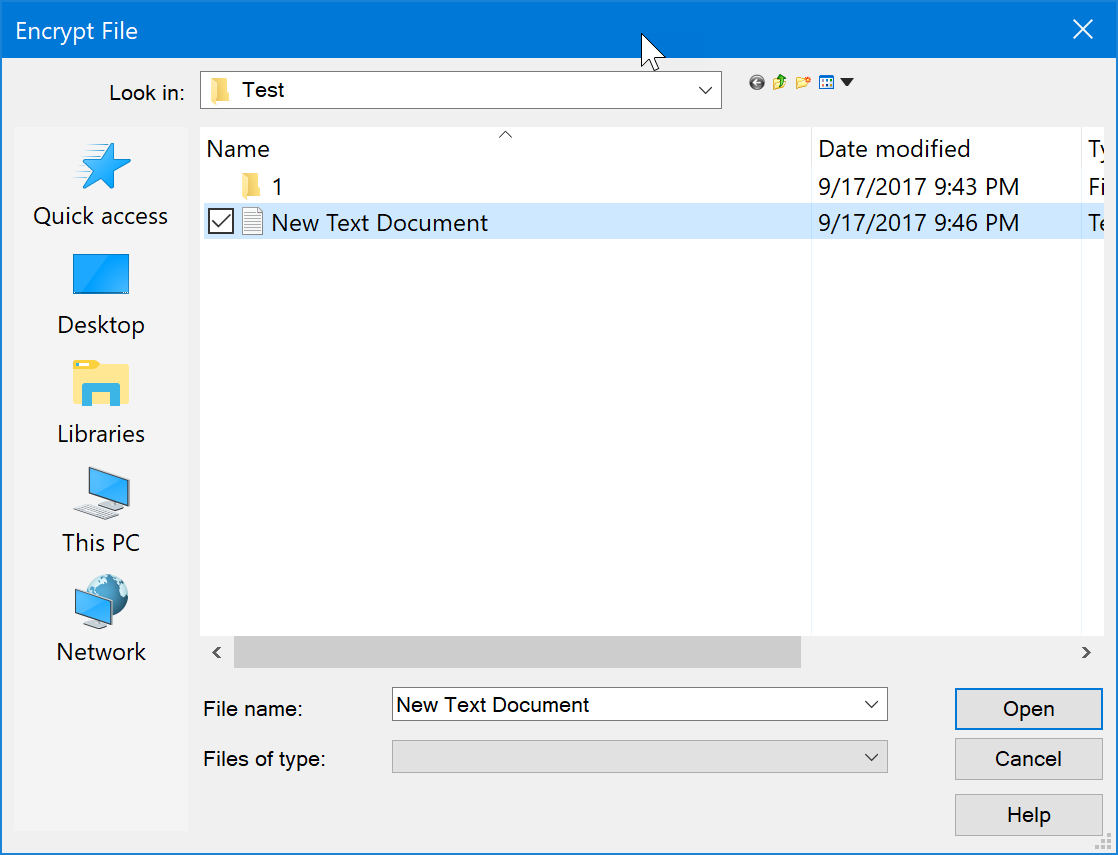 Encrypt File
Look in: Test
Quick access
Desktop
Libraries
This PC
Network
Name Date modified Ty
1 9/17/2017 9:43 PM Fi
New Text Document 9/17/2017 9:46 PM Te
File name: New Text Document Open
Files of type: Cancel
Help